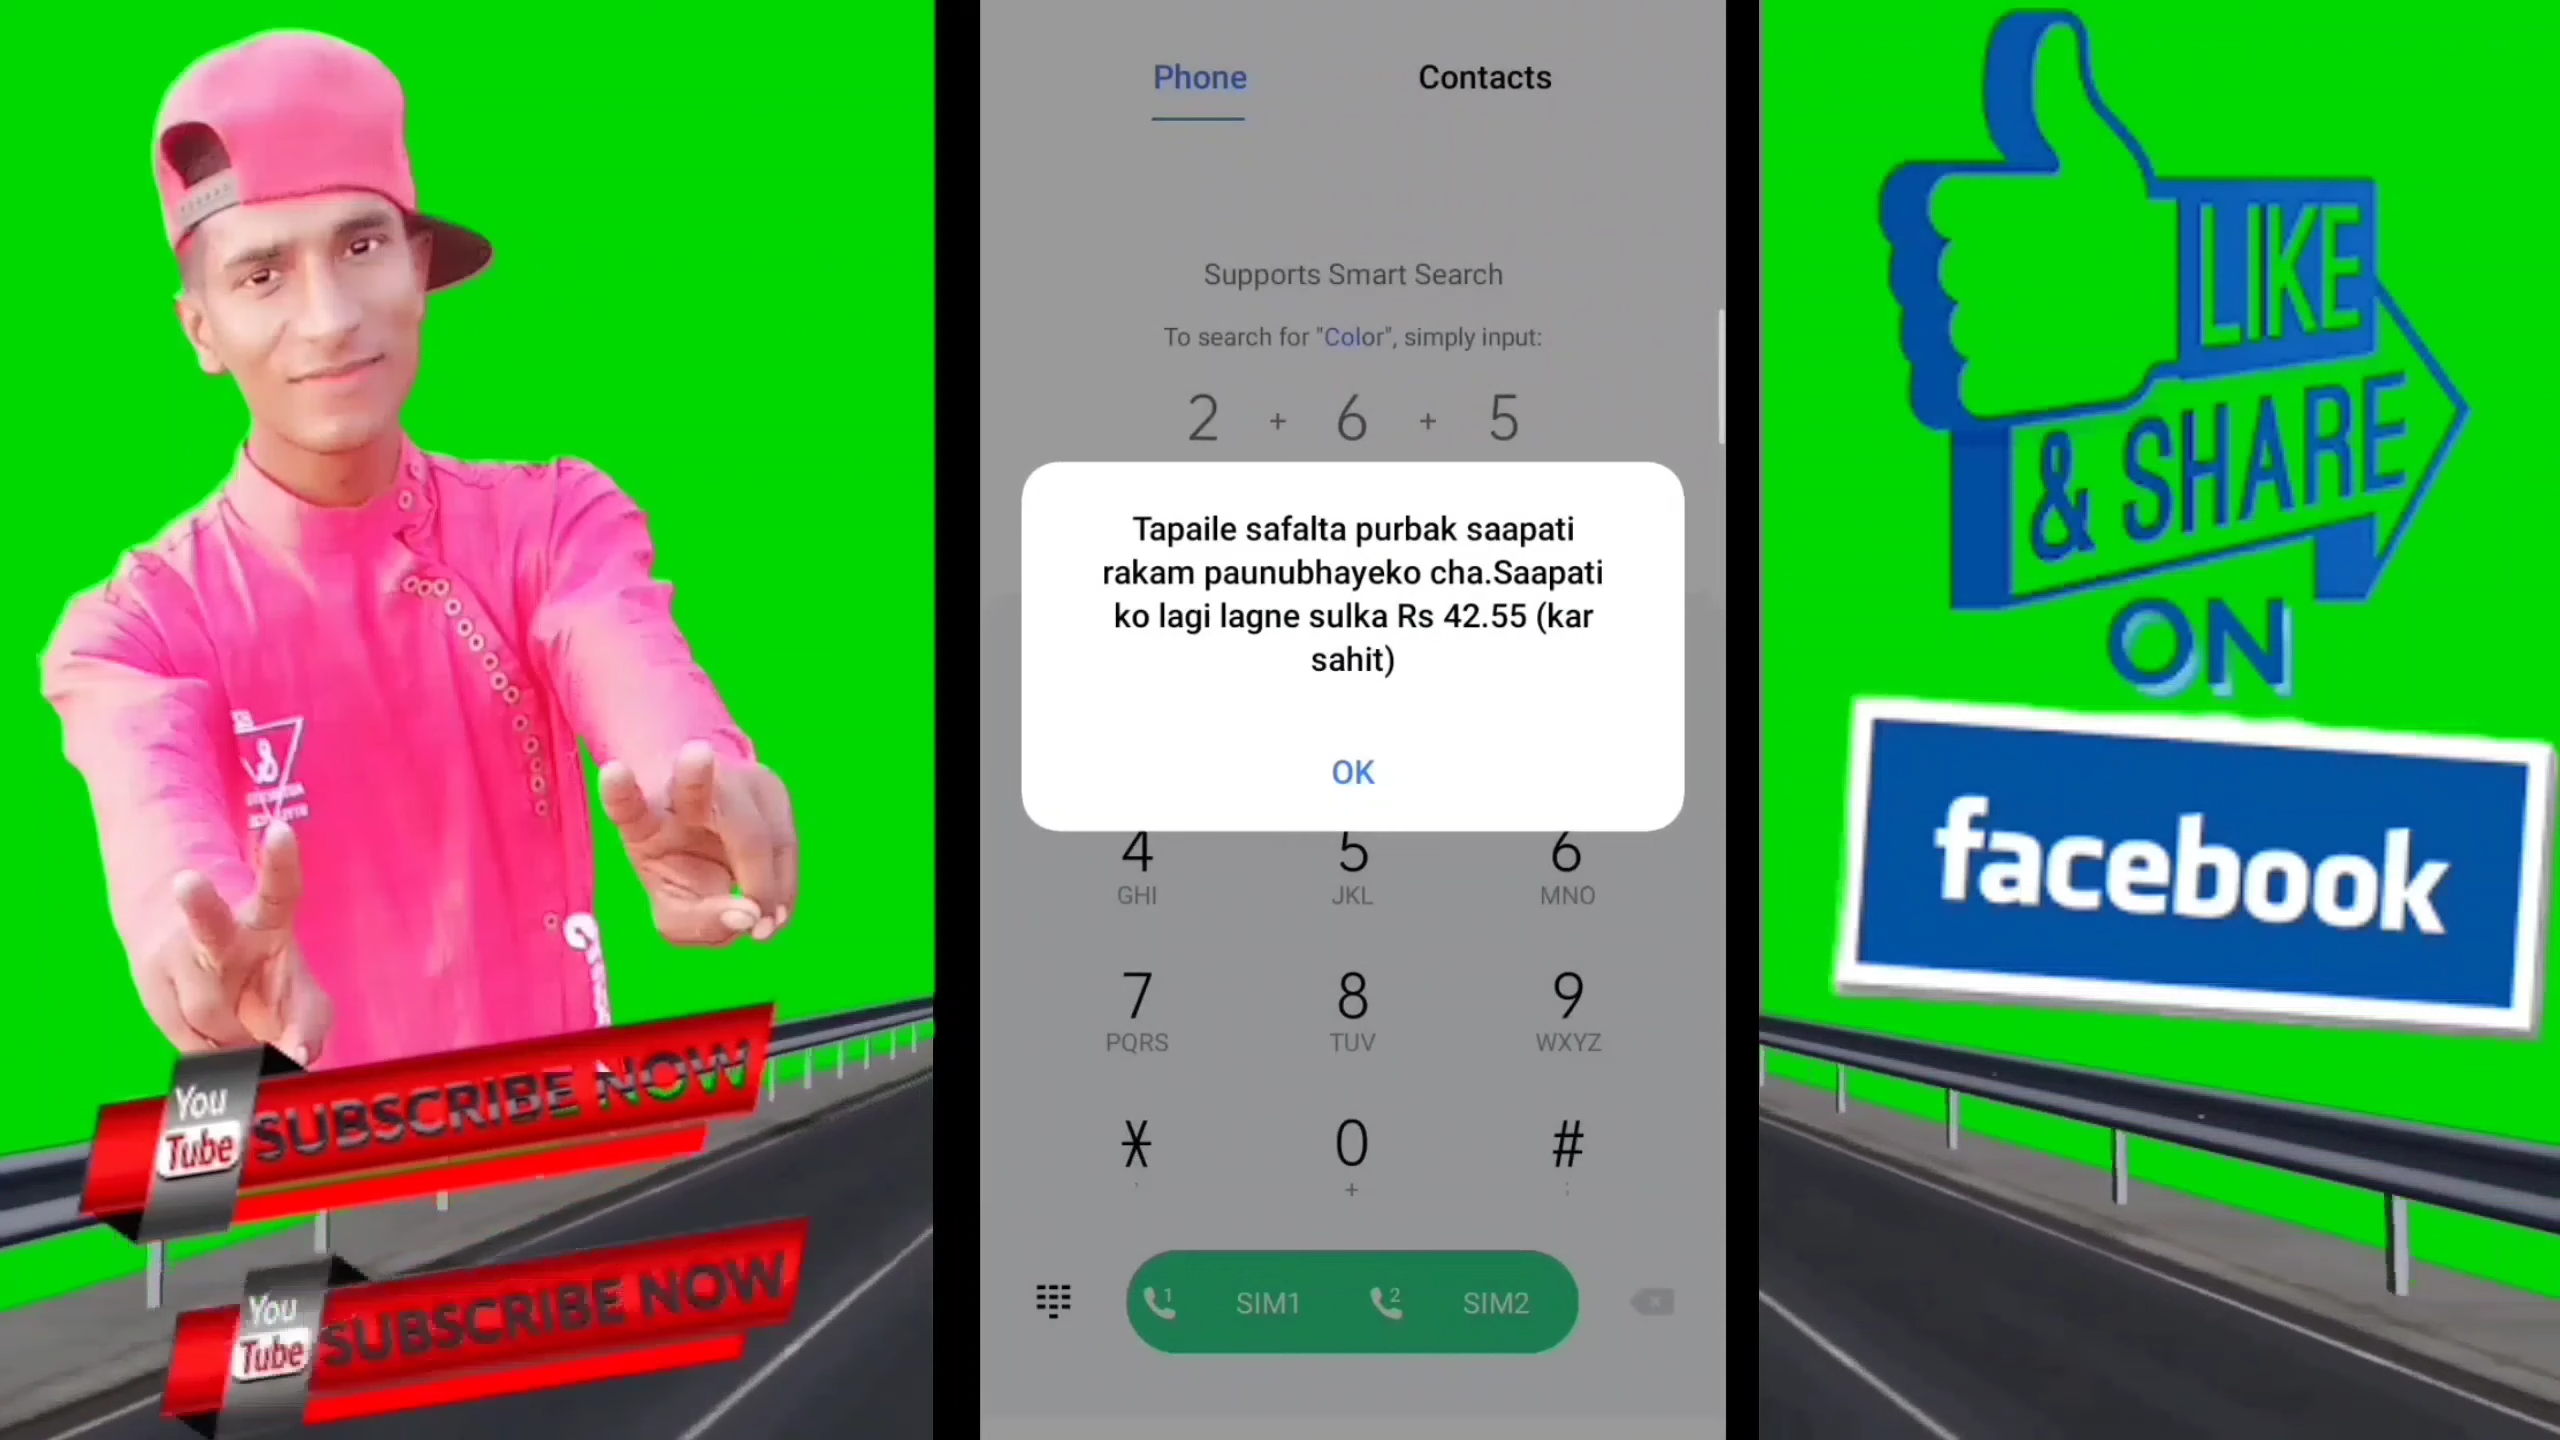 Phone
Contacts
Supports Smart Search
To search for "Color", simply input:
2 + 6 + 5
Tapaile safalta purbak saapati
rakam paunubhayeko cha.Saapati
ko lagi lagne sulka Rs 42.55 (kar
sahit)
OK
4 5 6
GHI JKL MNO
7 8 9
PQRS TUV WXYZ
* 0 #
+
1 SIM1 2 SIM2
You
Tube SUBSCRIBE NOW
You
Tube SUBSCRIBE NOW
LIKE
& SHARE
ON
facebook